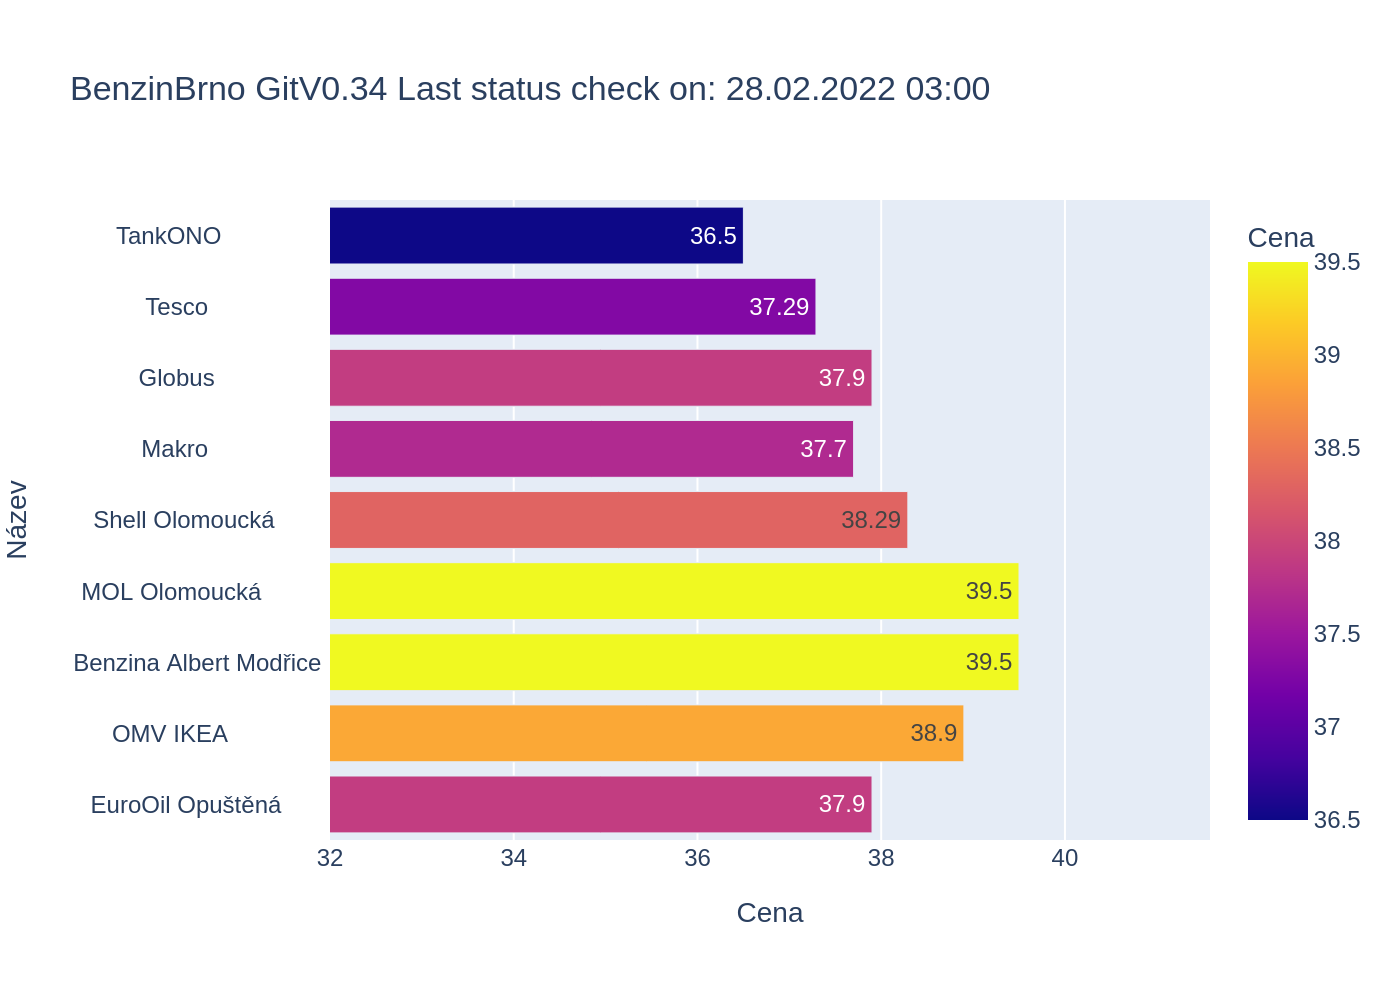 BenzinBrno GitV0.34 Last status check on: 28.02.2022 03:00
TankONO
36.5
Tesco
37.29
Globus
37.9
Makro
37.7
Shell Olomoucká
38.29
MOL Olomoucká
39.5
Benzina Albert Modřice
39.5
OMV IKEA
38.9
EuroOil Opuštěná
37.9
Název
32 34 36 38 40
Cena
Cena
39.5
39
38.5
38
37.5
37
36.5